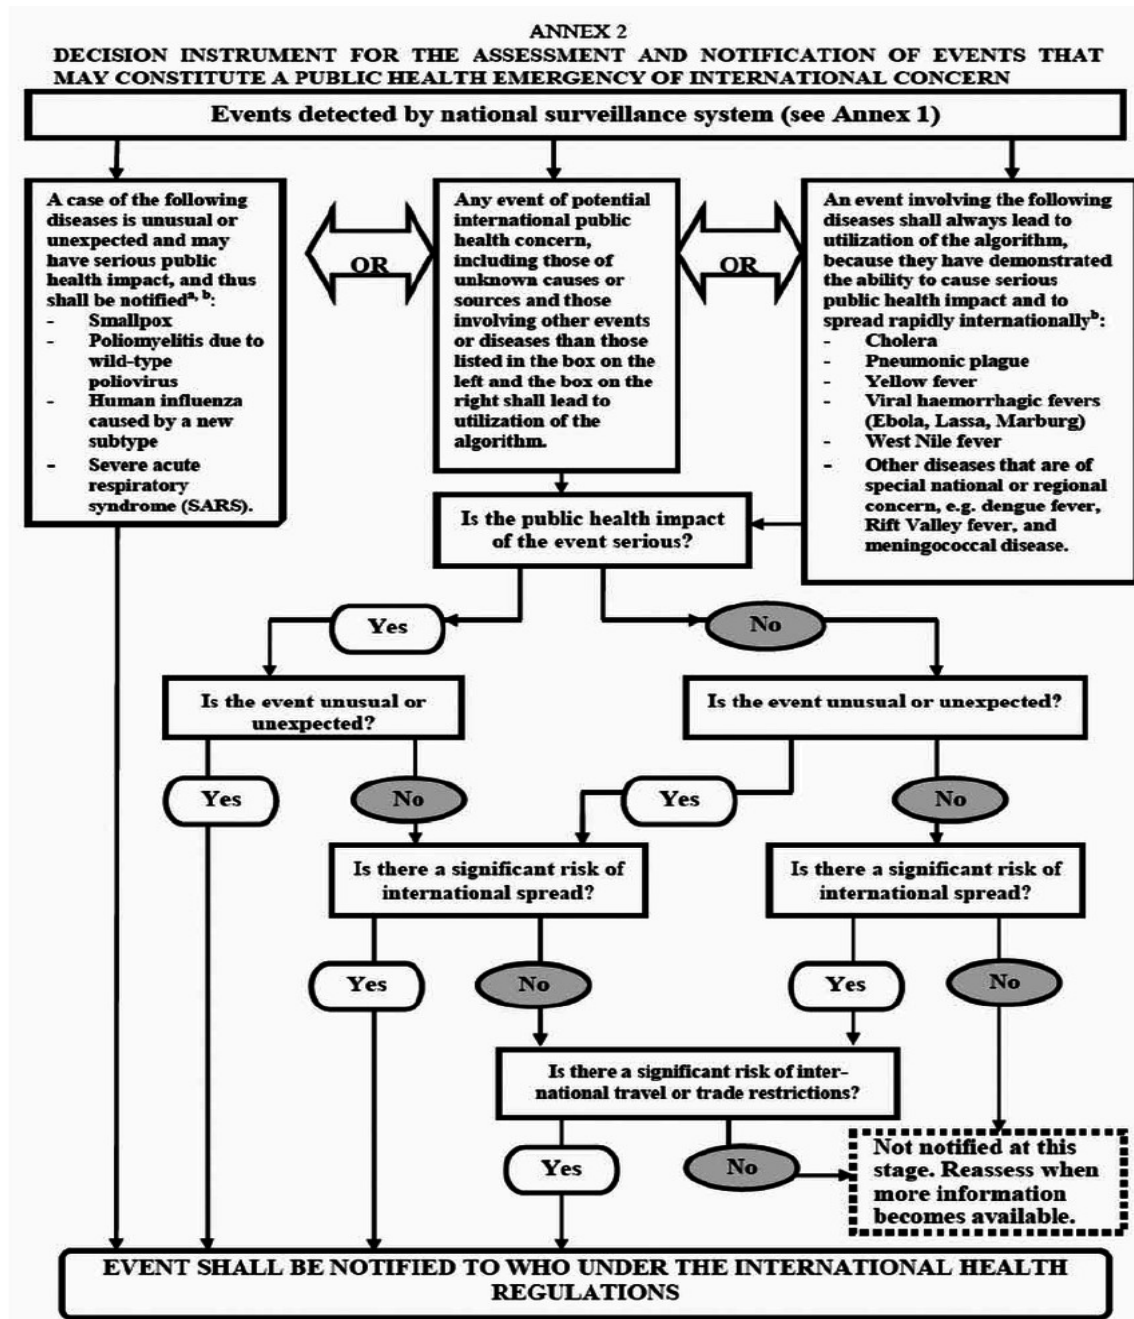 ANNEX 2
DECISION INSTRUMENT FOR THE ASSESSMENT AND NOTIFICATION OF EVENTS THAT
MAY CONSTITUTE A PUBLIC HEALTH EMERGENCY OF INTERNATIONAL CONCERN
Events detected by national surveillance system (see Annex 1)
A case of the following
diseases is unusual or
unexpected and may
have serious public
health impact, and thus
shall be notifiedᵃ, ᵇ:
- Smallpox
- Poliomyelitis due to
wild-type
poliovirus
- Human influenza
caused by a new
subtype
- Severe acute
respiratory
syndrome (SARS).
OR
Any event of potential
international public
health concern,
including those of
unknown causes or
sources and those
involving other events
or diseases than those
listed in the box on the
left and the box on the
right shall lead to
utilization of the
algorithm.
OR
An event involving the following
diseases shall always lead to
utilization of the algorithm,
because they have demonstrated
the ability to cause serious
public health impact and to
spread rapidly internationallyᵇ:
- Cholera
- Pneumonic plague
- Yellow fever
- Viral haemorrhagic fevers
(Ebola, Lassa, Marburg)
- West Nile fever
- Other diseases that are of
special national or regional
concern, e.g. dengue fever,
Rift Valley fever, and
meningococcal disease.
Is the public health impact
of the event serious?
Yes
No
Is the event unusual or
unexpected?
Is the event unusual or unexpected?
Yes
No
Yes
No
Is there a significant risk of
international spread?
Is there a significant risk of
international spread?
Yes
No
Yes
No
Is there a significant risk of inter-
national travel or trade restrictions?
Yes
No
Not notified at this
stage. Reassess when
more information
becomes available.
EVENT SHALL BE NOTIFIED TO WHO UNDER THE INTERNATIONAL HEALTH
REGULATIONS